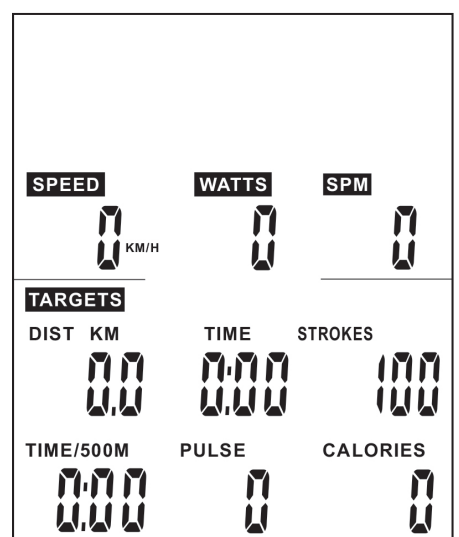 SPEED WATTS SPM
0 KM/H 0 0
TARGETS
DIST KM TIME STROKES
0.0 0:00 100
TIME/500M PULSE CALORIES
0:00 0 0